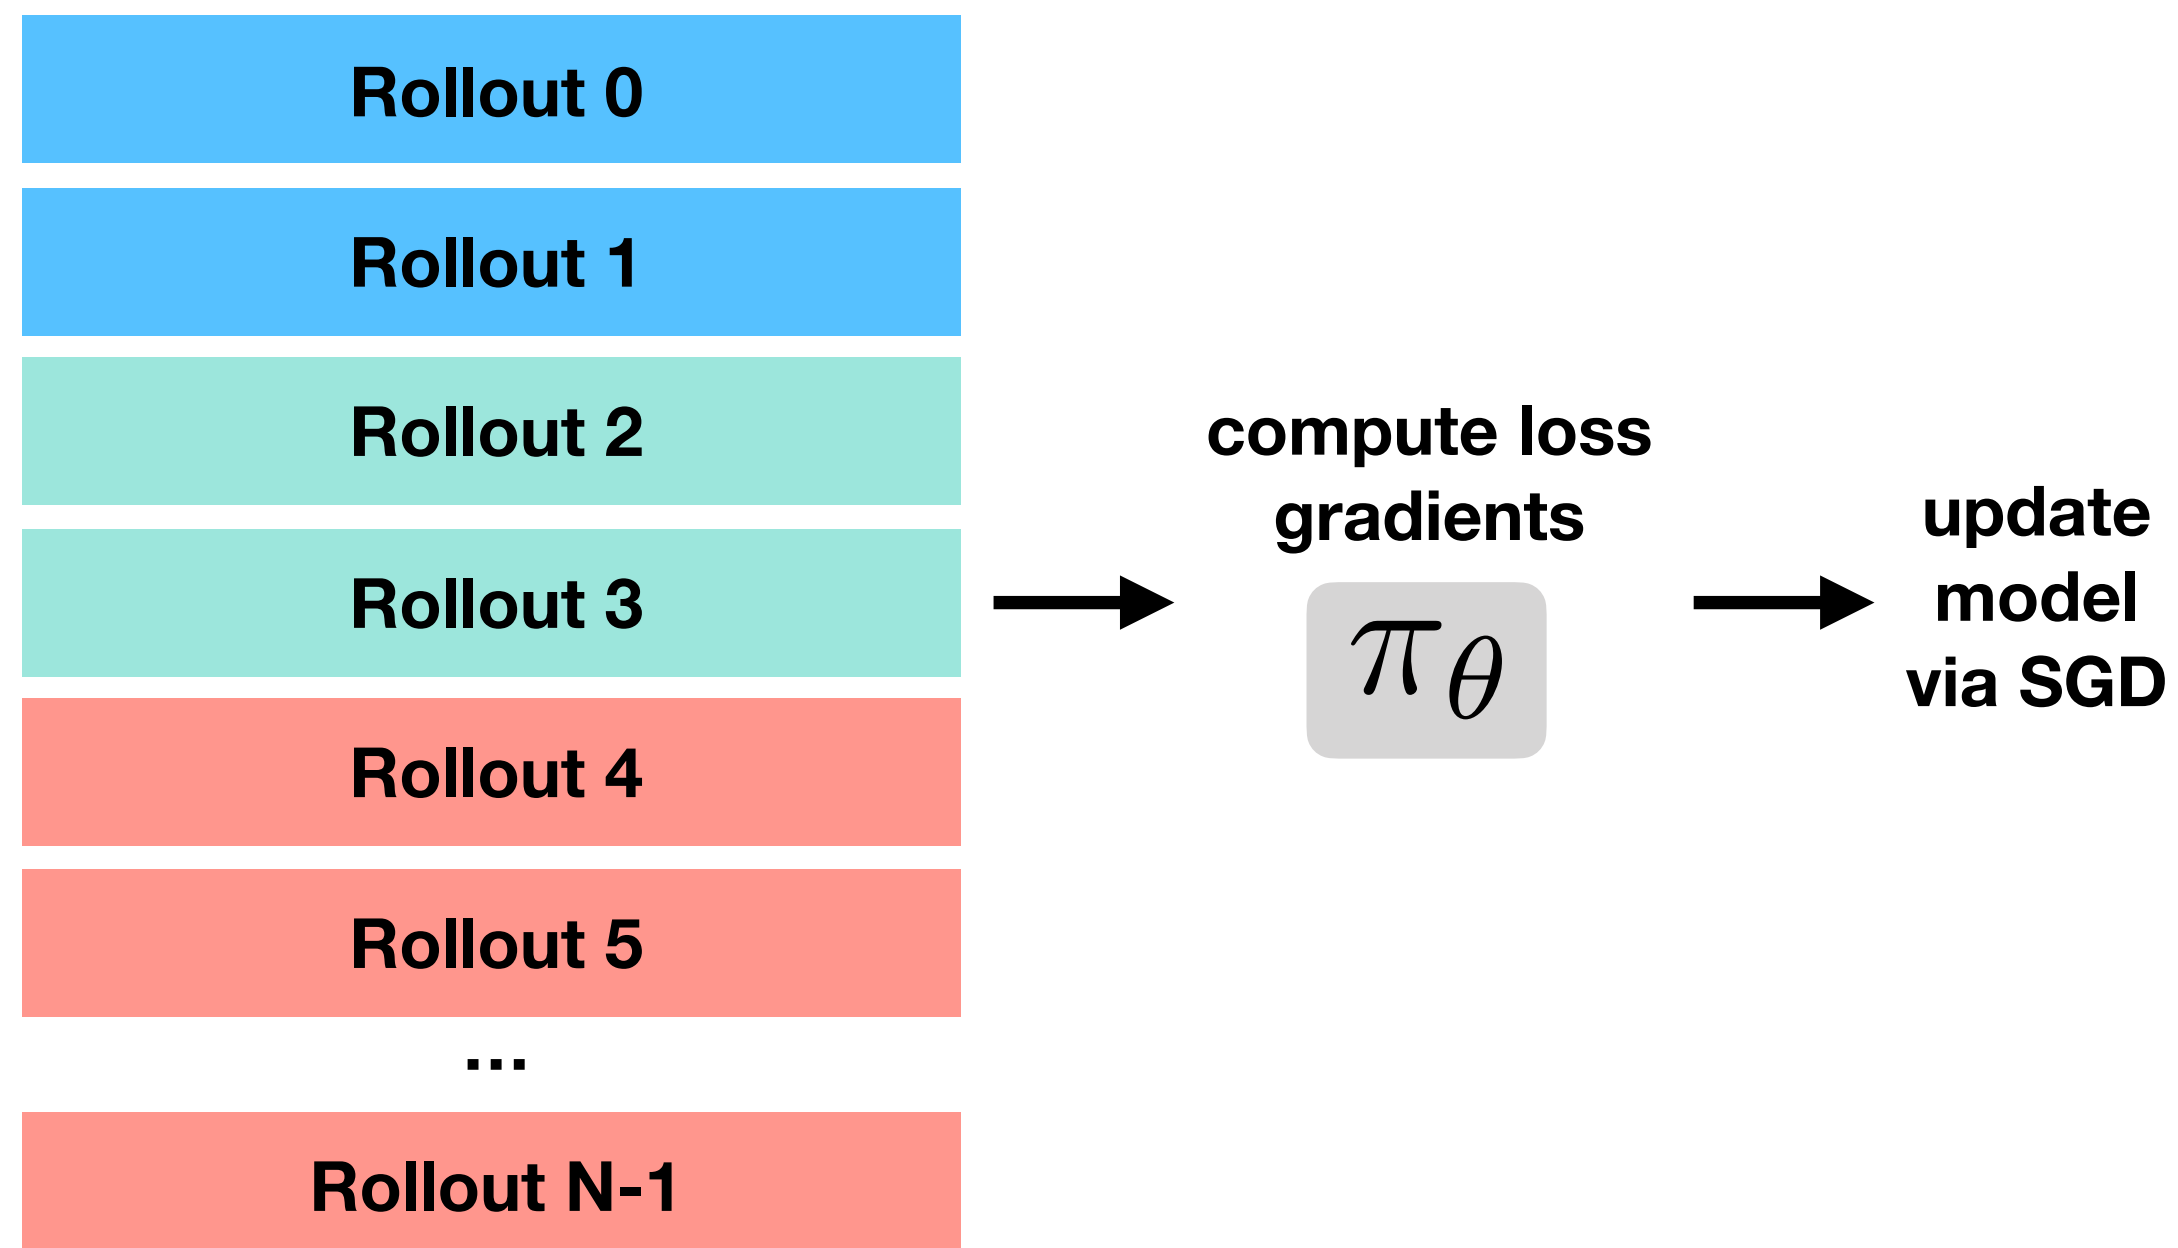 Rollout 0
Rollout 1
Rollout 2
Rollout 3
Rollout 4
Rollout 5
...
Rollout N-1
compute loss
gradients
π_θ
update
model
via SGD